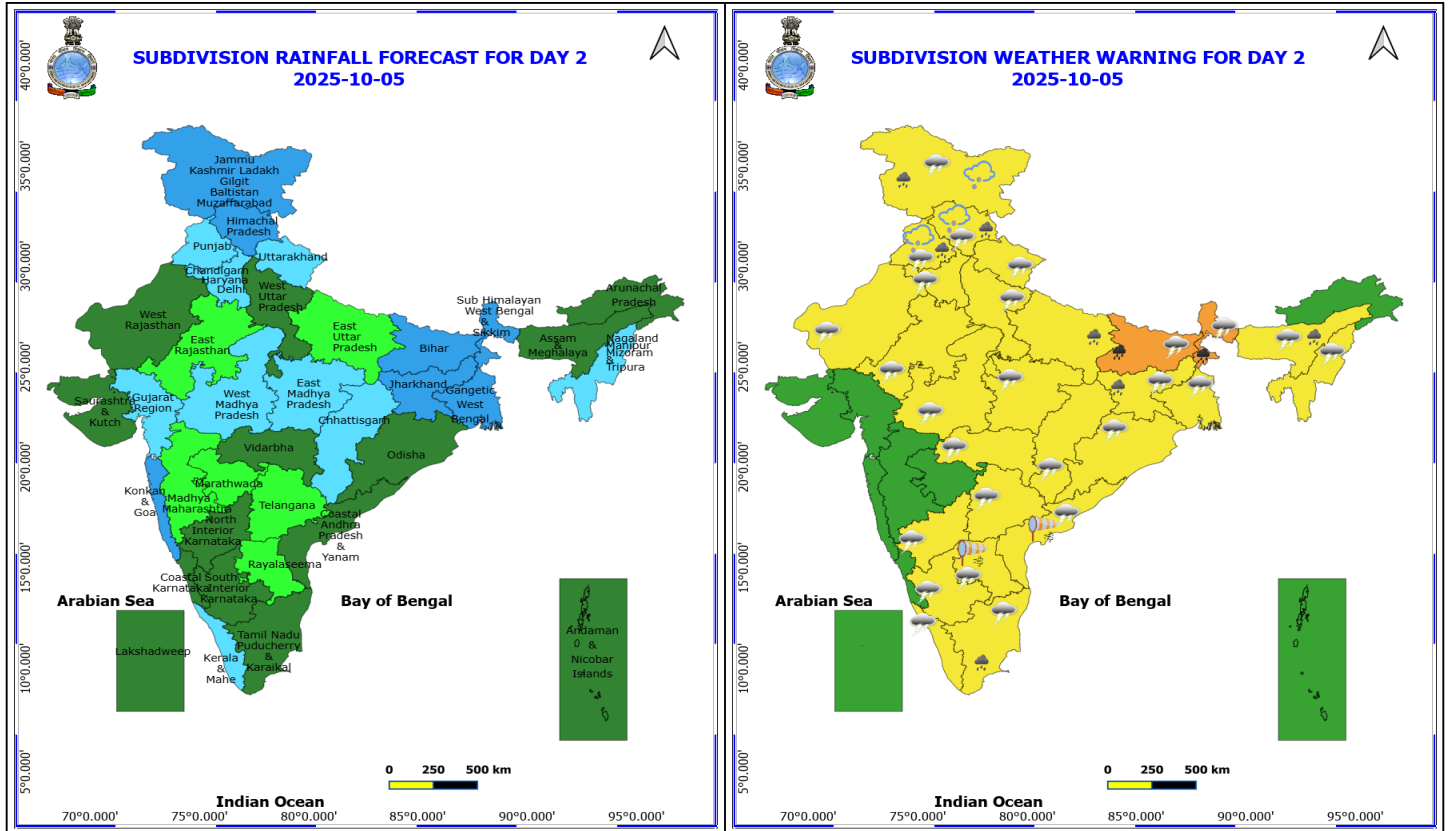 SUBDIVISION RAINFALL FORECAST FOR DAY 2
2025-10-05
40°0.000'
35°0.000'
30°0.000'
25°0.000'
20°0.000'
15°0.000'
10°0.000'
5°0.000'
Jammu
Kashmir Ladakh
Gilgit
Baltistan
Muzaffarabad
Himachal
Pradesh
Punjab
Uttarakhand
Chandigarh
Haryana
Delhi
West
Uttar
Pradesh
West
Rajasthan
East
Rajasthan
East
Uttar
Pradesh
Sub Himalayan
West Bengal
&
Sikkim
Arunachal
Pradesh
Assam
&
Meghalaya
Nagaland
Manipur
Mizoram
&
Tripura
Bihar
Jharkhand
Gangetic
West
Bengal
Saurashtra
&
Kutch
Gujarat
Region
West
Madhya
Pradesh
East
Madhya
Pradesh
Chhattisgarh
Vidarbha
Odisha
Konkan
&
Goa
Madhya
Maharashtra
Marathwada
Telangana
North
Interior
Karnataka
Coastal
Andhra
Pradesh
&
Yanam
Rayalaseema
Coastal
Karnataka
South
Interior
Karnataka
Tamil Nadu
Puducherry
&
Karaikal
Kerala
&
Mahe
Arabian Sea
Lakshadweep
Bay of Bengal
Andaman
&
Nicobar
Islands
0 250 500 km
Indian Ocean
70°0.000' 75°0.000' 80°0.000' 85°0.000' 90°0.000' 95°0.000'
SUBDIVISION WEATHER WARNING FOR DAY 2
2025-10-05
40°0.000'
35°0.000'
30°0.000'
25°0.000'
20°0.000'
15°0.000'
10°0.000'
5°0.000'
Arabian Sea
Bay of Bengal
0 250 500 km
Indian Ocean
70°0.000' 75°0.000' 80°0.000' 85°0.000' 90°0.000' 95°0.000'